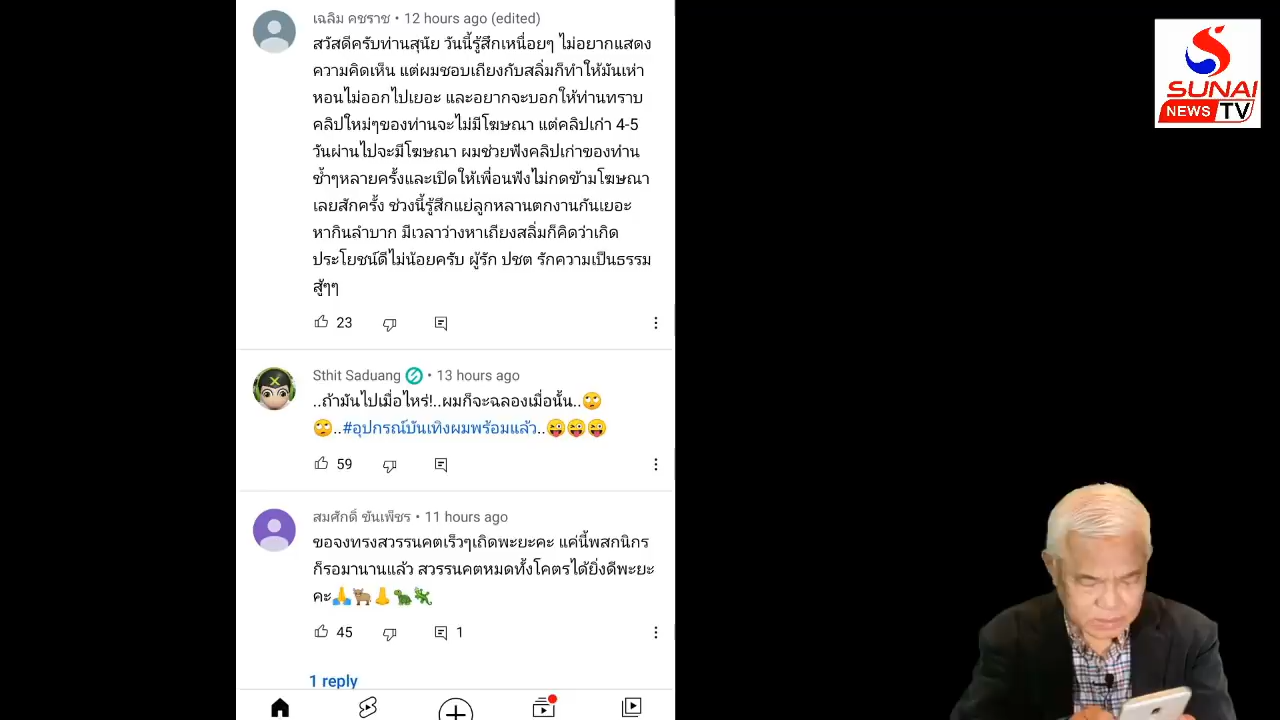 เฉลิม คชราช • 12 hours ago (edited)
สวัสดีครับท่านสุนัย วันนี้รู้สึกเหนื่อยๆ ไม่อยากแสดง
ความคิดเห็น แต่ผมชอบเถียงกับสลิ่มก็ทำให้มันเห่า
หอนไม่ออกไปเยอะ และอยากจะบอกให้ท่านทราบ
คลิปใหม่ๆของท่านจะไม่มีโฆษณา แต่คลิปเก่า 4-5
วันผ่านไปจะมีโฆษณา ผมช่วยฟังคลิปเก่าของท่าน
ซ้ำๆหลายครั้งและเปิดให้เพื่อนฟังไม่กดข้ามโฆษณา
เลยสักครั้ง ช่วงนี้รู้สึกแย่ลูกหลานตกงานกันเยอะ
หากินลำบาก มีเวลาว่างหาเถียงสลิ่มก็คิดว่าเกิด
ประโยชน์ดีไม่น้อยครับ ผู้รัก ปชต รักความเป็นธรรม
สู้ๆๆ
23
Sthit Saduang • 13 hours ago
..ถ้ามันไปเมื่อไหร่!..ผมก็จะฉลองเมื่อนั้น..🙄
🙄..#อุปกรณ์บันเทิงผมพร้อมแล้ว..😜😜😜
59
สมศักดิ์ ขันเพ็ชร • 11 hours ago
ขอจงทรงสวรรนคตเร็วๆเถิดพะยะคะ แค่นี้พสกนิกร
ก็รอมานานแล้ว สวรรนคตหมดทั้งโคตรได้ยิ่งดีพะยะ
คะ🙏🐂👃🐢🦎
45 1
1 reply
SUNAI
NEWS TV